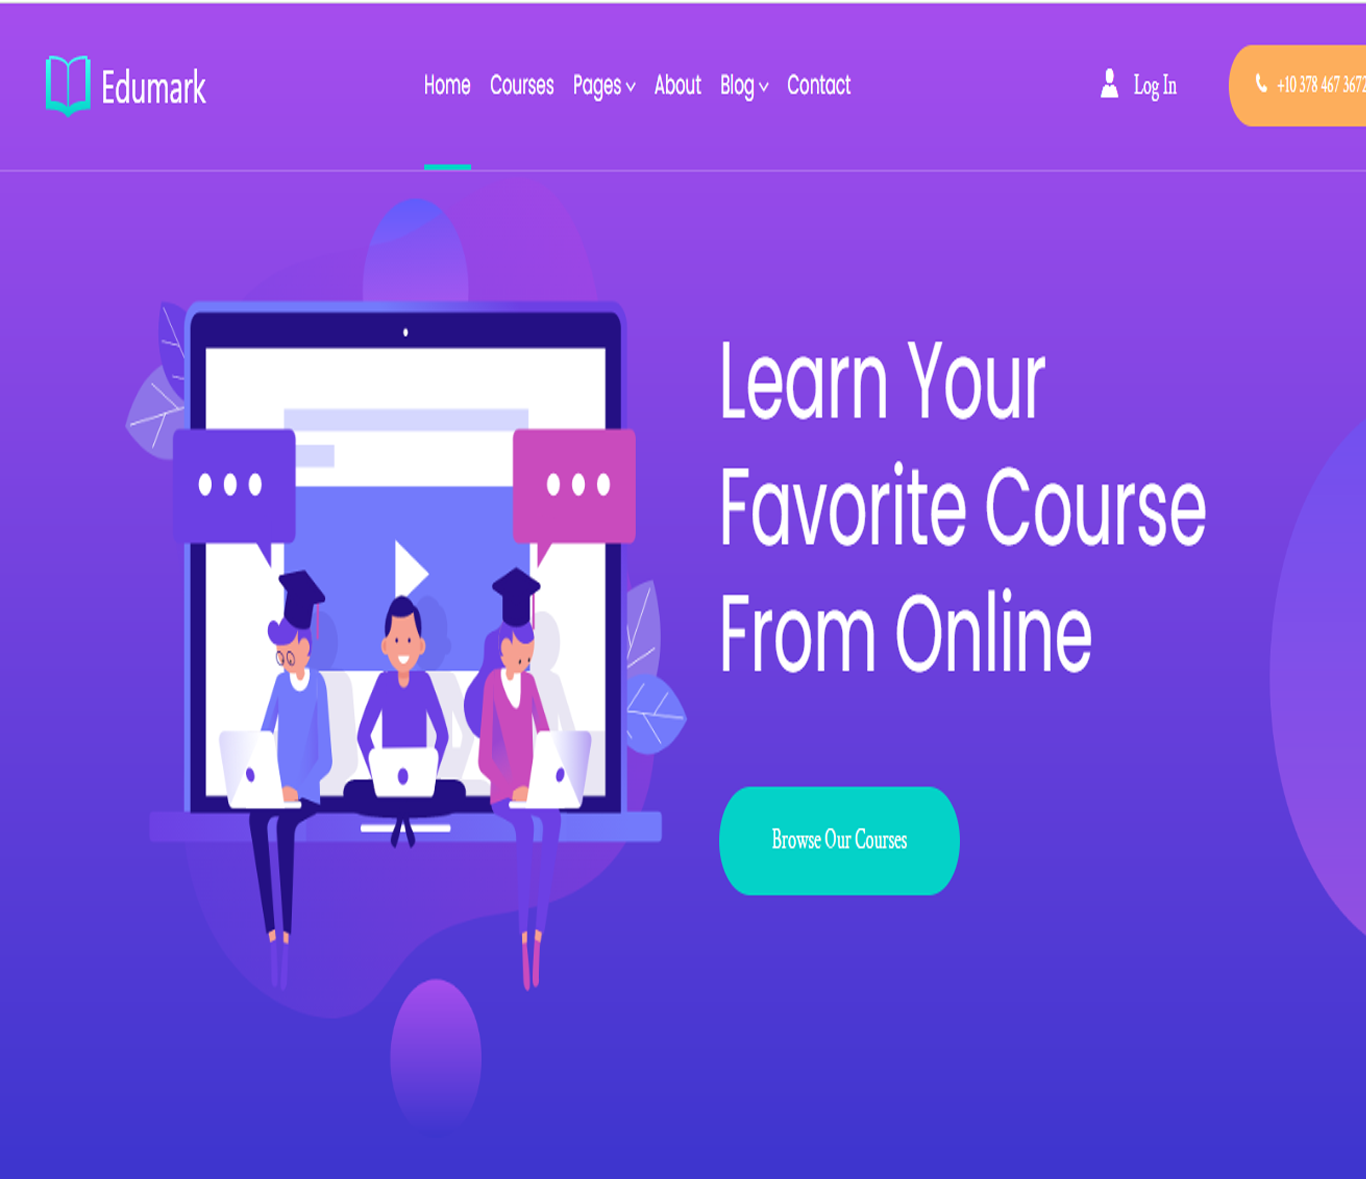 Edumark
Home Courses Pages About Blog Contact
Log In
+10 378 467 3672
Learn Your
Favorite Course
From Online
Browse Our Courses